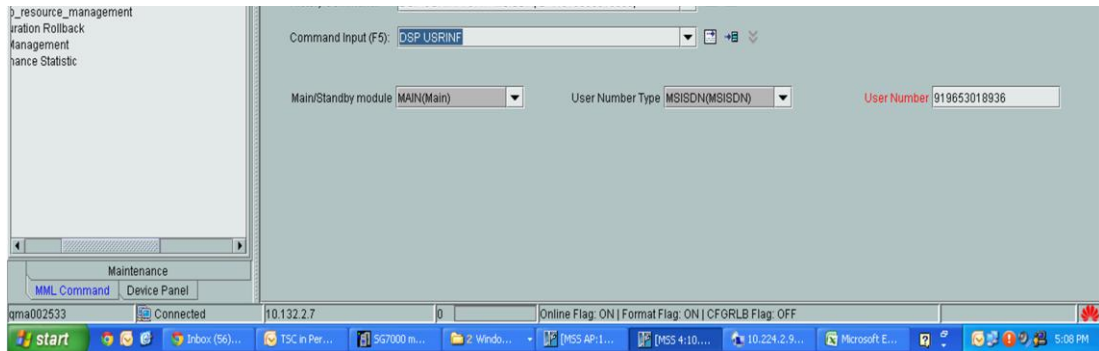 p_resource_management
uration Rollback
Management
nance Statistic
Command Input (F5): DSP USRINF
Main/Standby module MAIN(Main) User Number Type MSISDN(MSISDN) User Number 919653018936
Maintenance
MML Command Device Panel
qma002533 Connected 10.132.2.7 0 Online Flag: ON | Format Flag: ON | CFGRLB Flag: OFF
start Inbox (56)... TSC in Per... SG7000 m... 2 Windo... [MSS AP:1... [MSS 4:10.... 10.224.2.9... Microsoft E... 5:08 PM